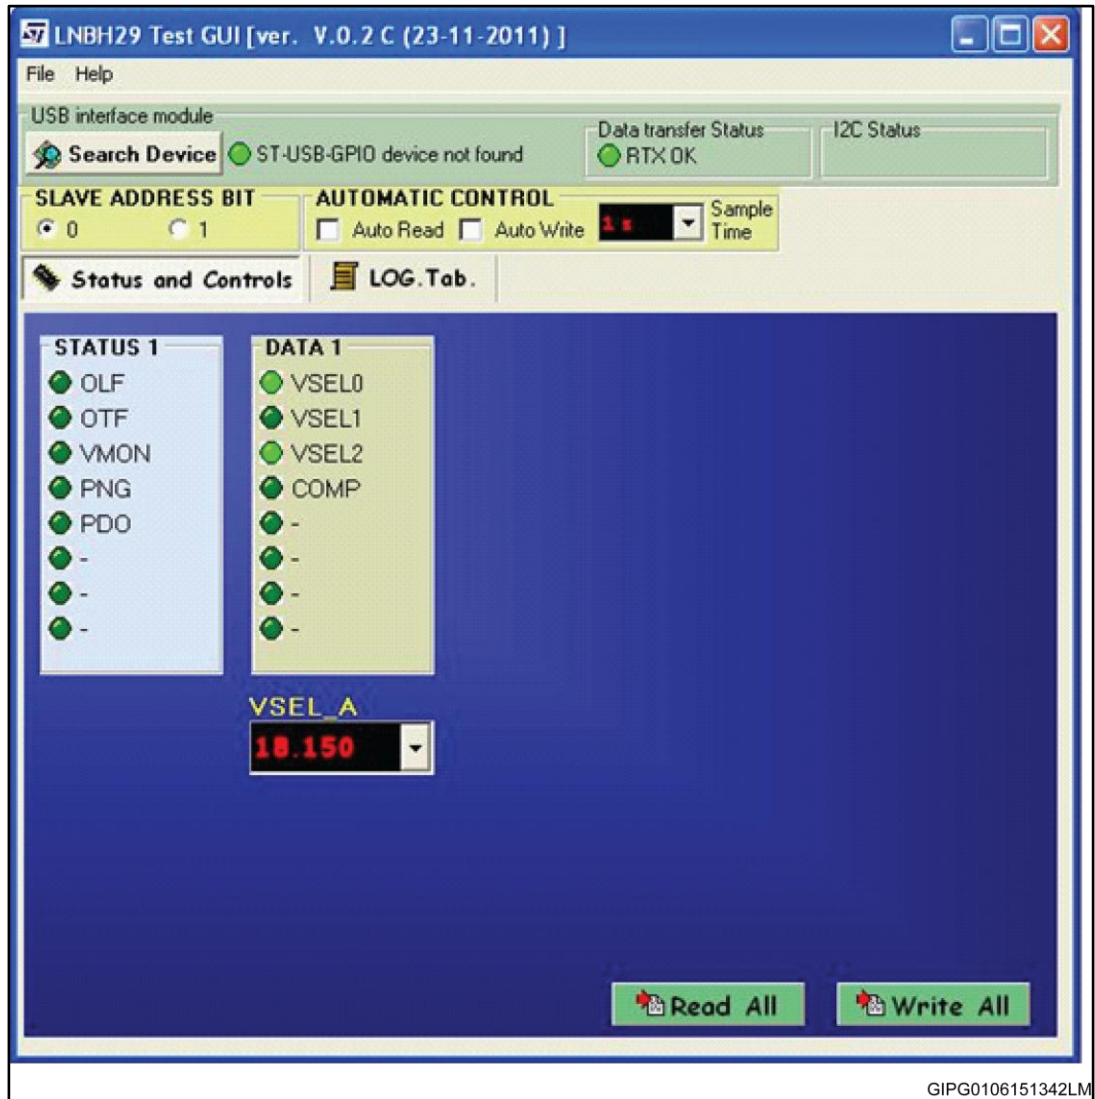 LNBH29 Test GUI [ver. V.0.2 C (23-11-2011) ]
File Help
USB interface module
Search Device
ST-USB-GPIO device not found
Data transfer Status
RTX OK
I2C Status
SLAVE ADDRESS BIT
0 1
AUTOMATIC CONTROL
Auto Read Auto Write
1 s
Sample
Time
Status and Controls
LOG.Tab.
STATUS 1
OLF
OTF
VMON
PNG
PDO
-
-
-
DATA 1
VSEL0
VSEL1
VSEL2
COMP
-
-
-
-
VSEL_A
18.150
Read All
Write All
GIPG0106151342LM